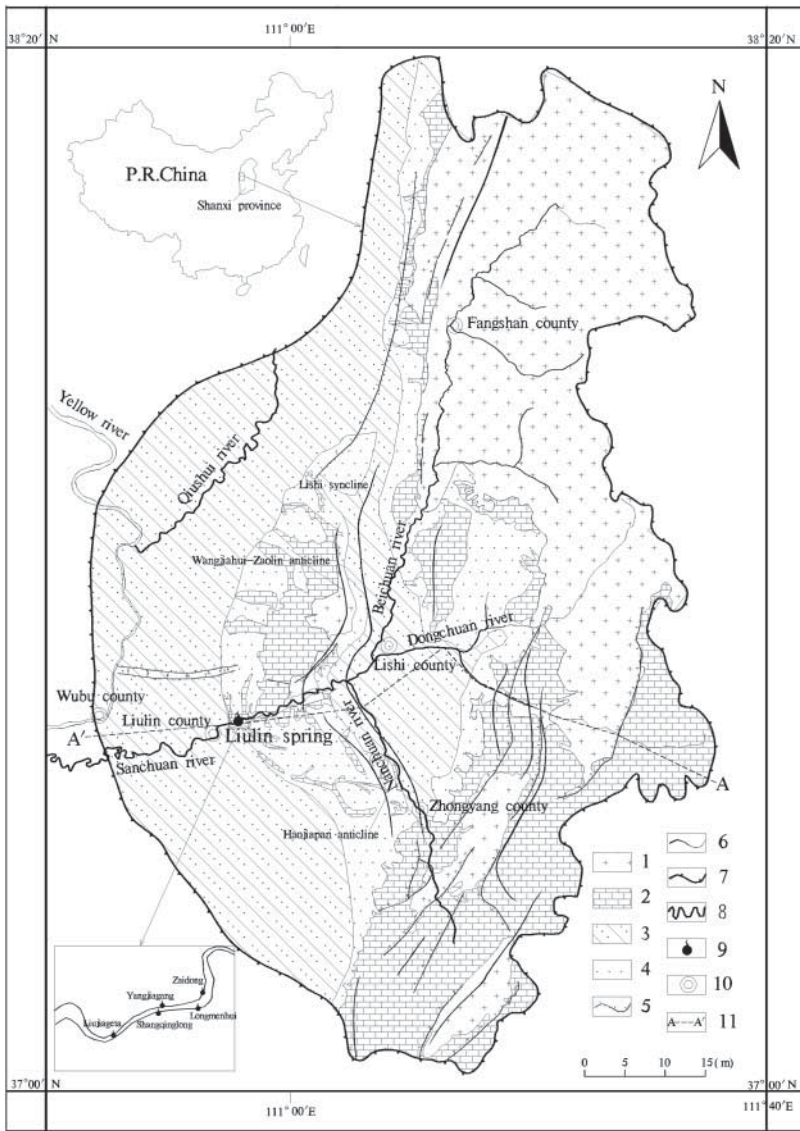 111° 00′ E
38°20′ N
38°20′ N
N
P.R.China
Shanxi province
Fangshan county
Yellow river
Qiushui river
Lishi syncline
Wangjiahui-Zaolin anticline
Beichuan river
Dongchuan river
Lishi county
Wubu county
Liulin county
A′
Liulin spring
Sanchuan river
Nanchuan river
A
Zhongyang county
Hanjiapan anticline
1
2
3
4
5
6
7
8
9
10
A A′ 11
Zaidong
Yangjiagang
Liujiageta
Shangqinglong
Longmenhui
0 5 10 15 (m)
37°00′ N
37°00′ N
111° 00′ E
111° 40′ E